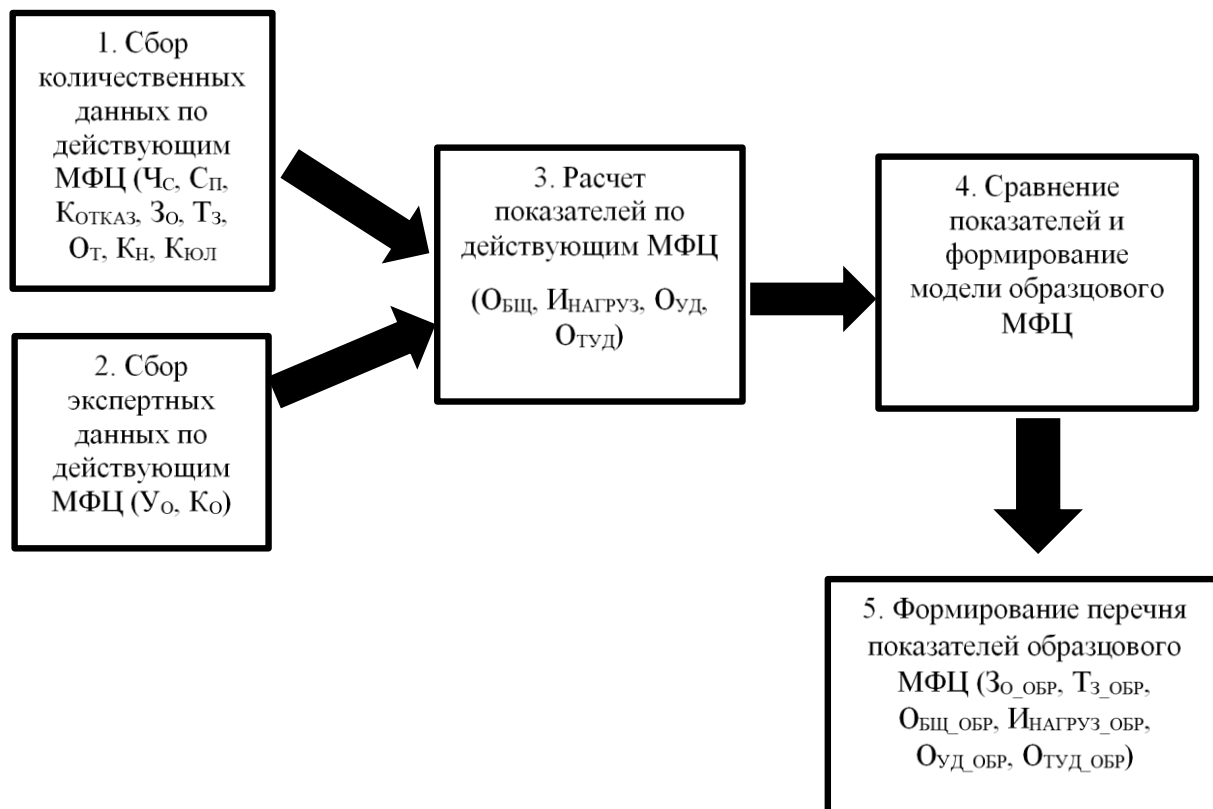 1. Сбор
количественных
данных по
действующим
МФЦ (ЧС, СП,
КОТКАЗ, ЗО, ТЗ,
ОТ, КН, КЮЛ
2. Сбор
экспертных
данных по
действующим
МФЦ (УО, КО)
3. Расчет
показателей по
действующим МФЦ
(ОБЩ, ИНАГРУЗ, ОУД,
ОТУД)
4. Сравнение
показателей и
формирование
модели образцового
МФЦ
5. Формирование перечня
показателей образцового
МФЦ (ЗО_ОБР, ТЗ_ОБР,
ОБЩ_ОБР, ИНАГРУЗ_ОБР,
ОУД_ОБР, ОТУД_ОБР)